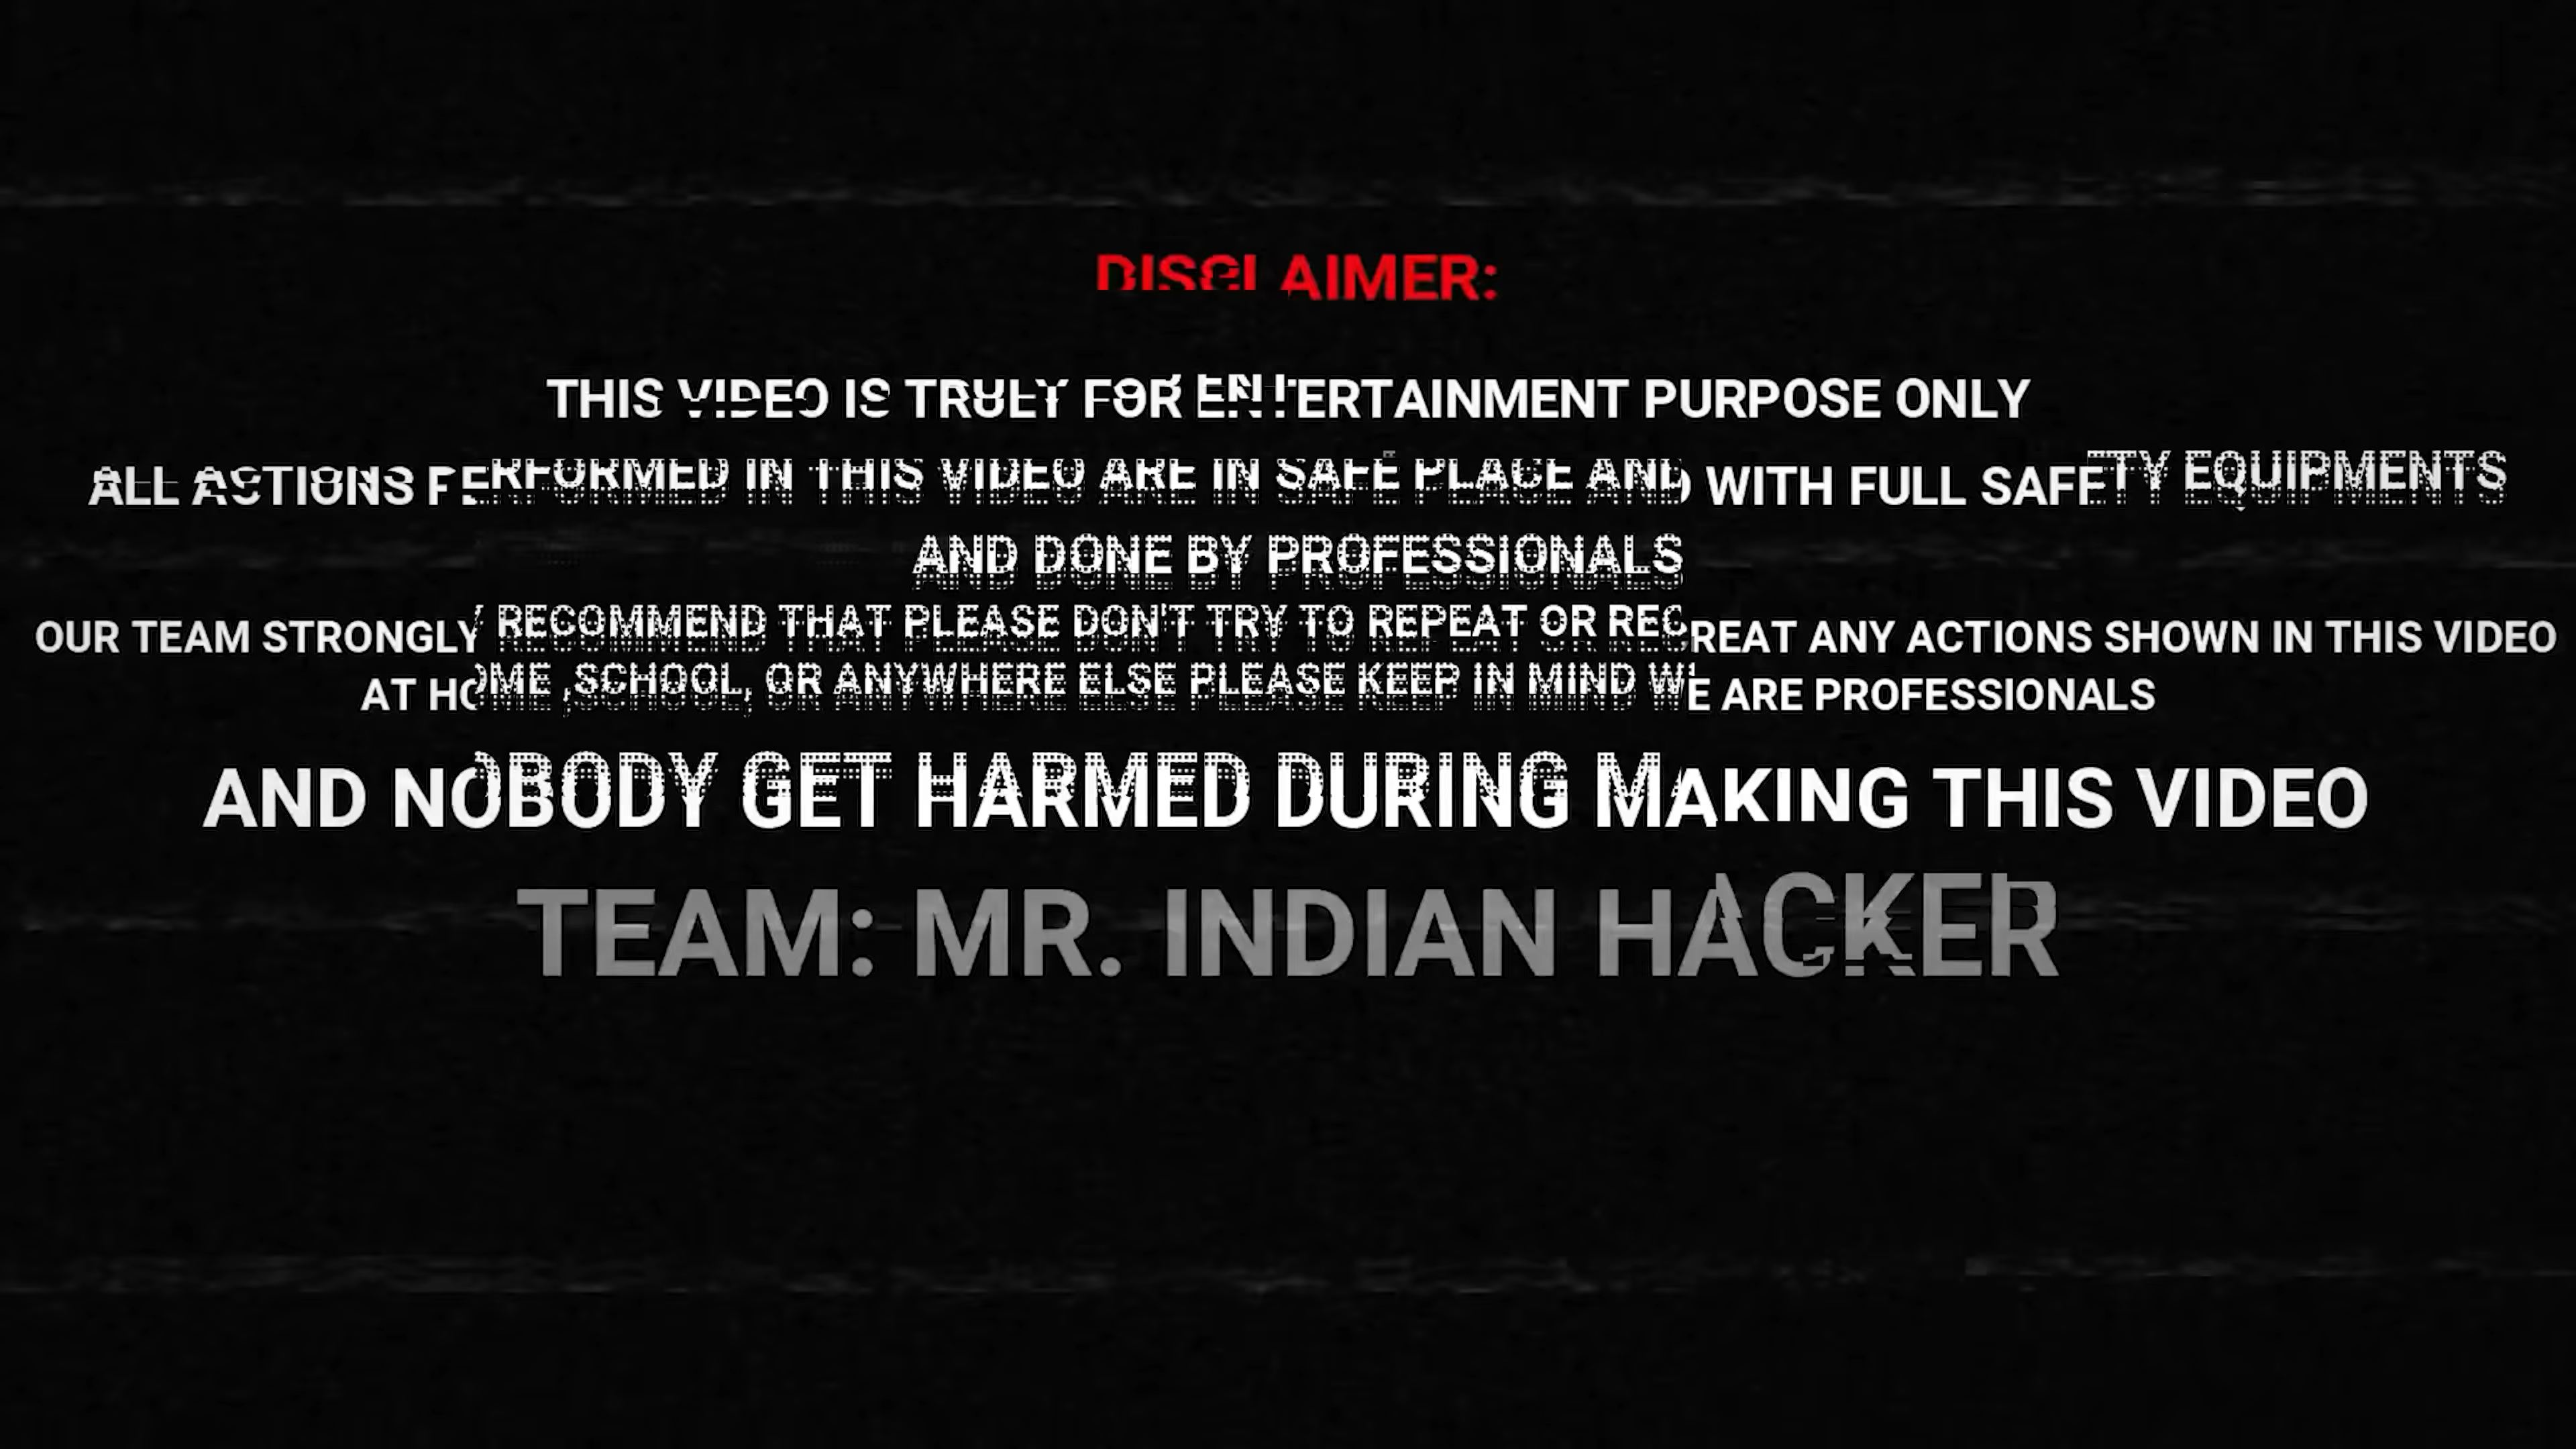 DISCLAIMER:
THIS VIDEO IS TRULY FOR ENTERTAINMENT PURPOSE ONLY
ALL ACTIONS PERFORMED IN THIS VIDEO ARE IN SAFE PLACE AND WITH FULL SAFETY EQUIPMENTS
AND DONE BY PROFESSIONALS
OUR TEAM STRONGLY RECOMMEND THAT PLEASE DON'T TRY TO REPEAT OR RECREAT ANY ACTIONS SHOWN IN THIS VIDEO
AT HOME ,SCHOOL, OR ANYWHERE ELSE PLEASE KEEP IN MIND WE ARE PROFESSIONALS
AND NOBODY GET HARMED DURING MAKING THIS VIDEO
TEAM: MR. INDIAN HACKER